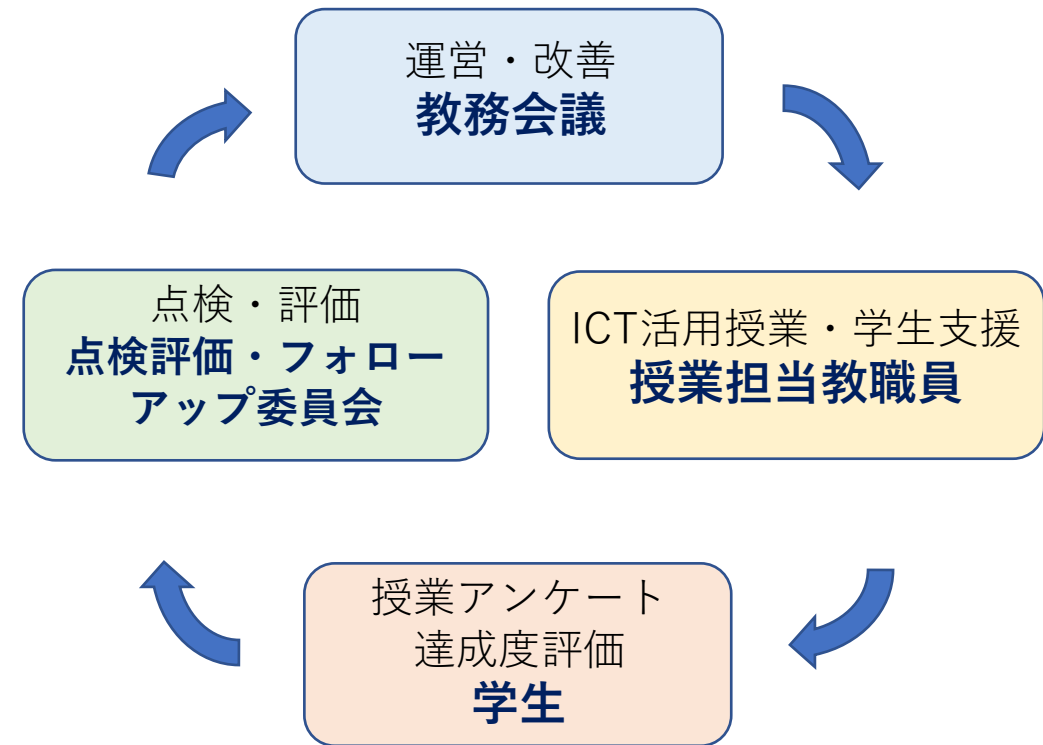 運営・改善
教務会議
点検・評価
点検評価・フォロー
アップ委員会
ICT活用授業・学生支援
授業担当教職員
授業アンケート
達成度評価
学生